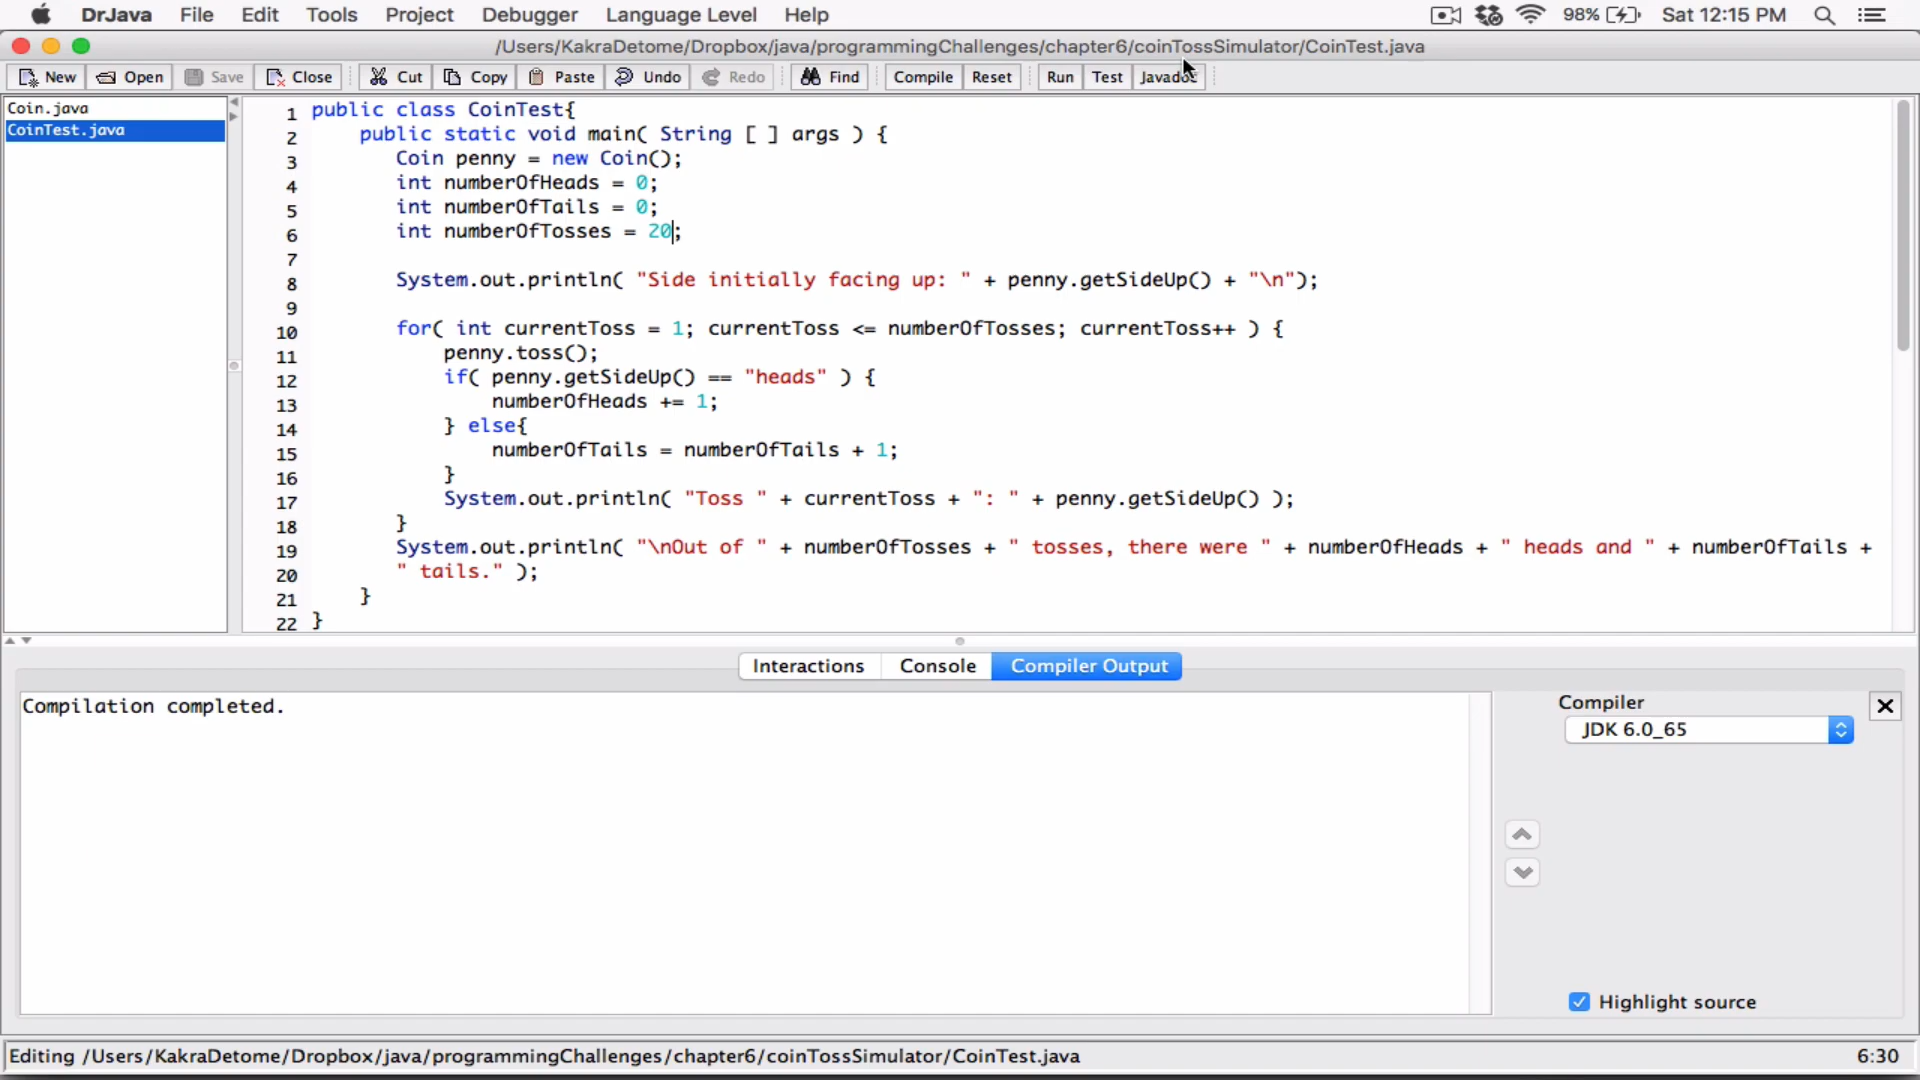 DrJava File Edit Tools Project Debugger Language Level Help 98% Sat 12:15 PM
/Users/KakraDetome/Dropbox/java/programmingChallenges/chapter6/coinTossSimulator/CoinTest.java
New Open Save Close Cut Copy Paste Undo Redo Find Compile Reset Run Test Javadoc
Coin.java
CoinTest.java
1 public class CoinTest{
2 public static void main( String [ ] args ) {
3 Coin penny = new Coin();
4 int numberOfHeads = 0;
5 int numberOfTails = 0;
6 int numberOfTosses = 20;
7
8 System.out.println( "Side initially facing up: " + penny.getSideUp() + "\n");
9
10 for( int currentToss = 1; currentToss <= numberOfTosses; currentToss++ ) {
11 penny.toss();
12 if( penny.getSideUp() == "heads" ) {
13 numberOfHeads += 1;
14 } else{
15 numberOfTails = numberOfTails + 1;
16 }
17 System.out.println( "Toss " + currentToss + ": " + penny.getSideUp() );
18 }
19 System.out.println( "\nOut of " + numberOfTosses + " tosses, there were " + numberOfHeads + " heads and " + numberOfTails +
20 " tails." );
21 }
22 }
Interactions Console Compiler Output
Compilation completed.
Compiler
JDK 6.0_65
Highlight source
Editing /Users/KakraDetome/Dropbox/java/programmingChallenges/chapter6/coinTossSimulator/CoinTest.java 6:30